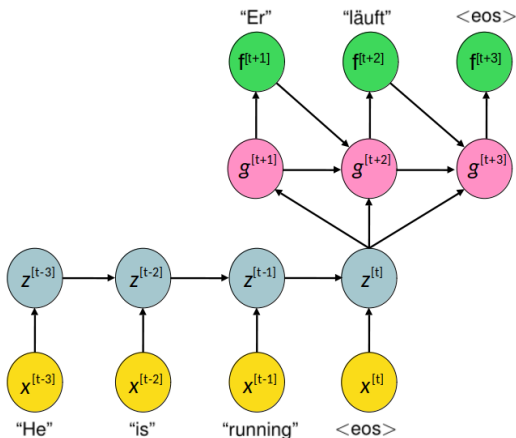 “Er” “läuft” <eos>
f[t+1] f[t+2] f[t+3]
g[t+1] g[t+2] g[t+3]
z[t-3] z[t-2] z[t-1] z[t]
x[t-3] x[t-2] x[t-1] x[t]
“He” “is” “running” <eos>